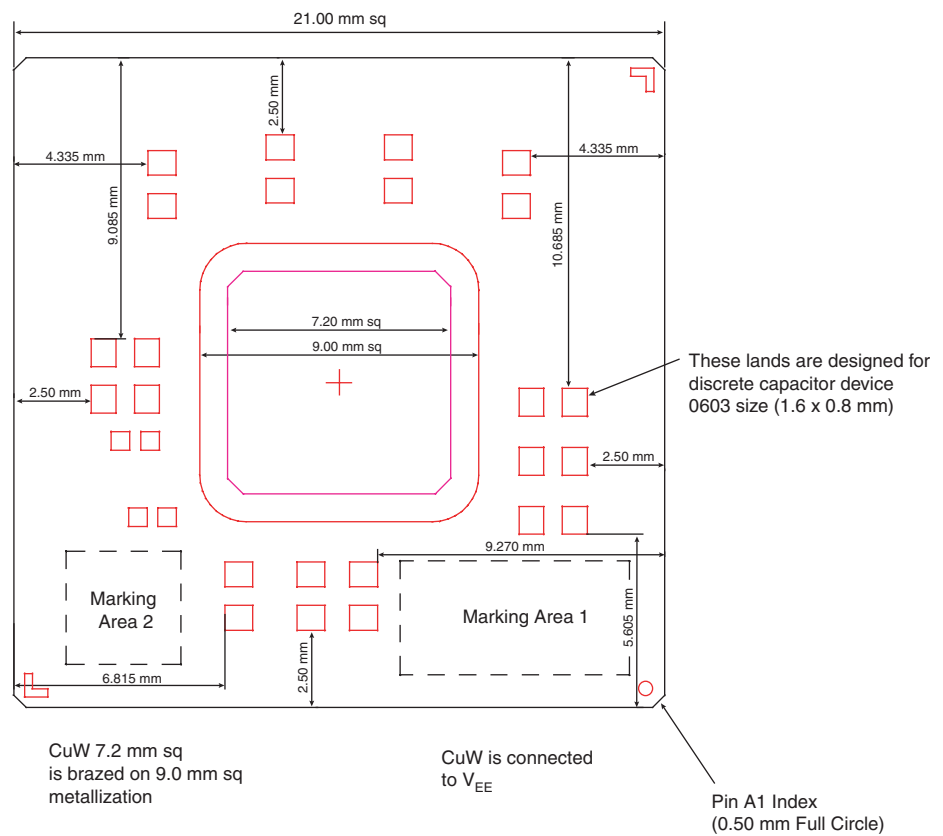 21.00 mm sq
2.50 mm
4.335 mm
4.335 mm
9.085 mm
10.685 mm
7.20 mm sq
9.00 mm sq
These lands are designed for
discrete capacitor device
0603 size (1.6 x 0.8 mm)
2.50 mm
2.50 mm
9.270 mm
Marking
Area 2
Marking Area 1
5.605 mm
6.815 mm
2.50 mm
CuW 7.2 mm sq
is brazed on 9.0 mm sq
metallization
CuW is connected
to VEE
Pin A1 Index
(0.50 mm Full Circle)